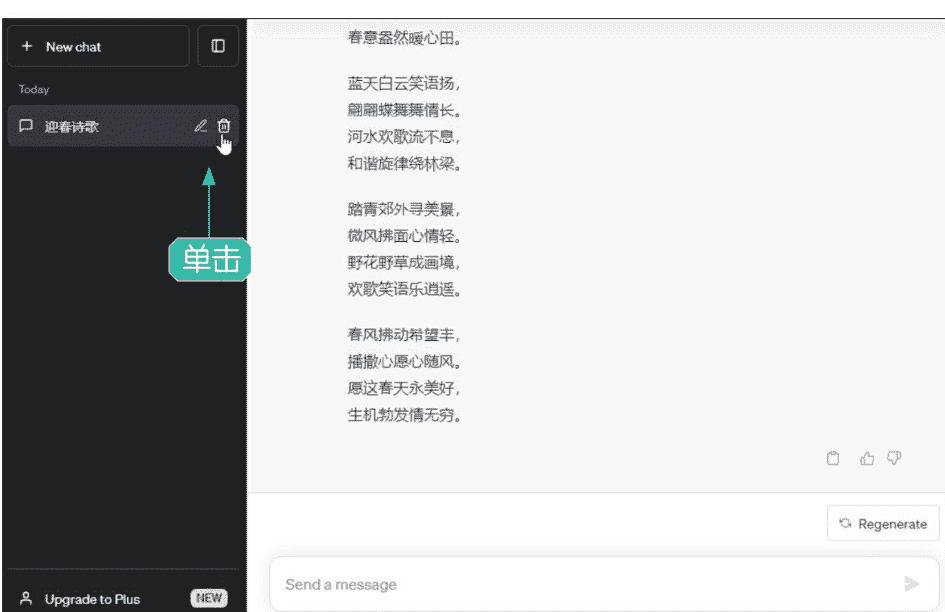 New chat
Today
迎春诗歌
单击
Upgrade to Plus
NEW
春意盎然暖心田。
蓝天白云笑语扬，
翩翩蝶舞舞情长。
河水欢歌流不息，
和谐旋律绕林梁。
踏青郊外寻美景，
微风拂面心情轻。
野花野草成画境，
欢歌笑语乐逍遥。
春风拂动希望丰，
播撒心愿心随风。
愿这春天永美好，
生机勃发情无穷。
Regenerate
Send a message